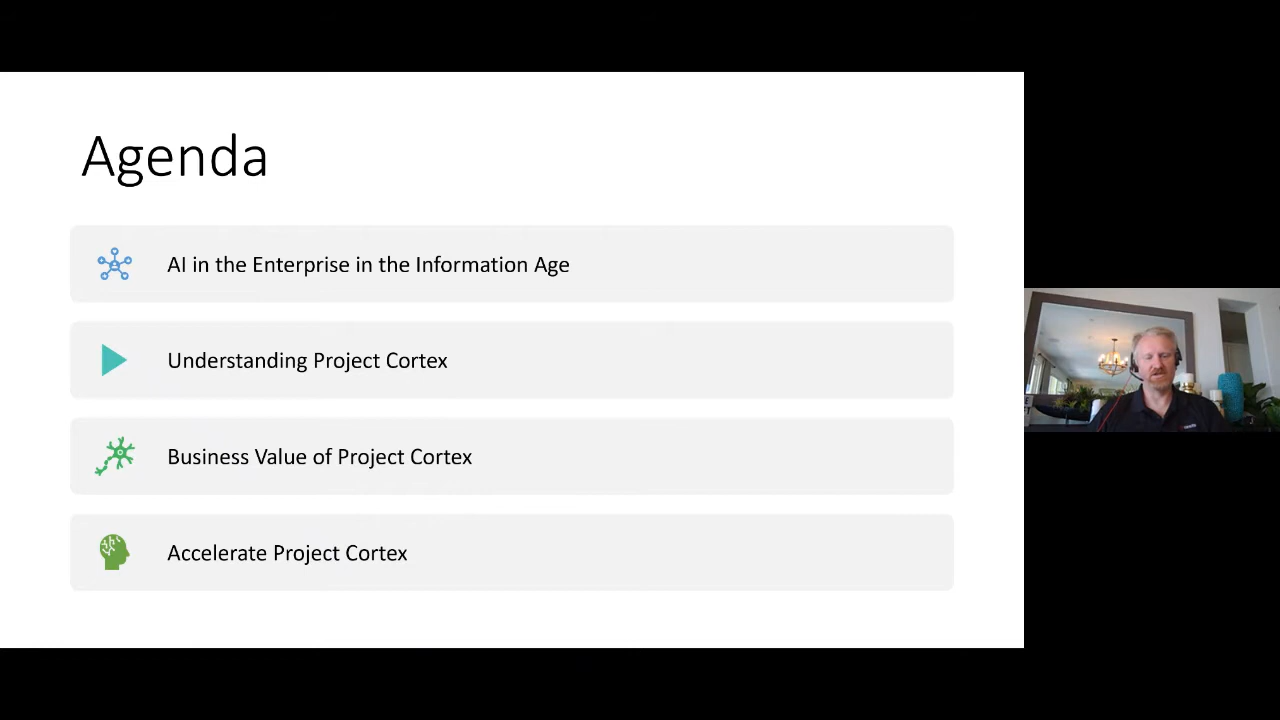 Agenda
AI in the Enterprise in the Information Age
Understanding Project Cortex
Business Value of Project Cortex
Accelerate Project Cortex